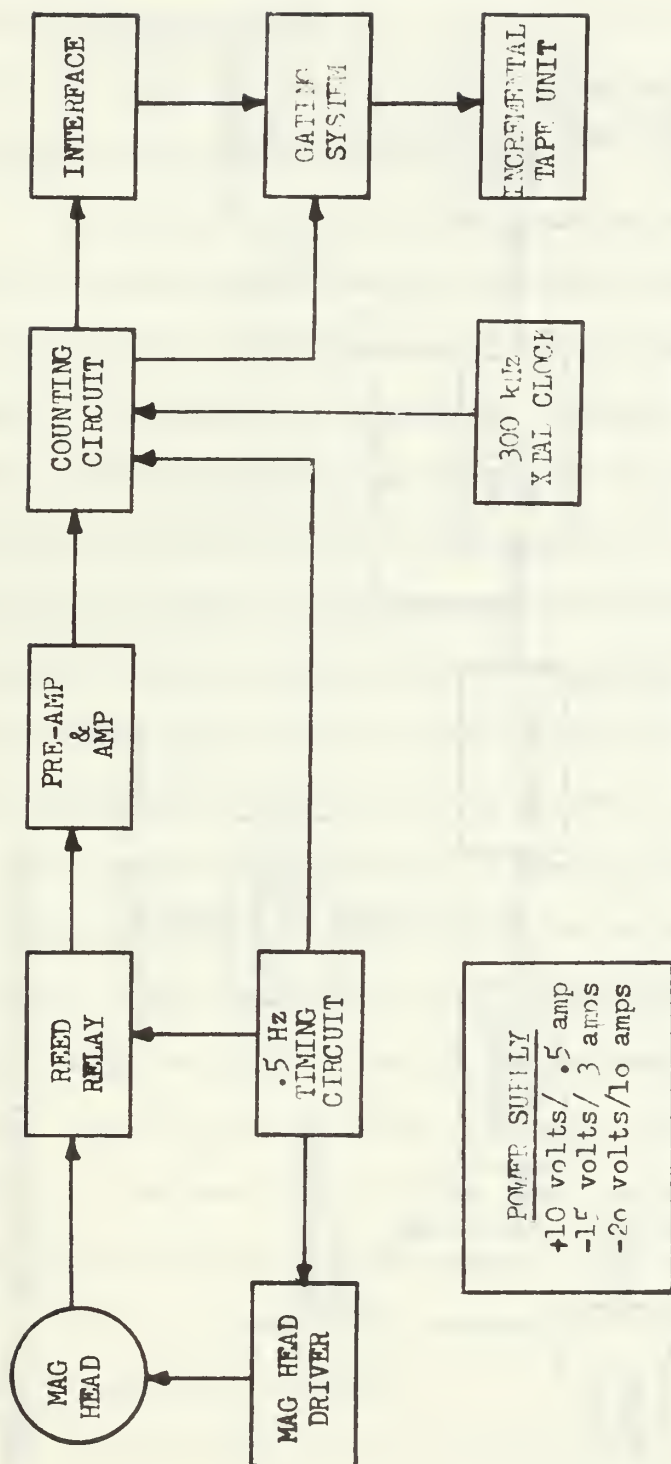 MAG
HEAD
REED
RELAY
PRE-AMP
&
AMP
COUNTING
CIRCUIT
INTERFACE
MAG HEAD
DRIVER
.5 Hz
TIMING
CIRCUIT
300 kHz
XTAL CLOCK
GATING
SYSTEM
INCREMENTAL
TAPE UNIT
POWER SUPPLY
+10 volts/ .5 amp
-15 volts/ 3 amps
-20 volts/10 amps